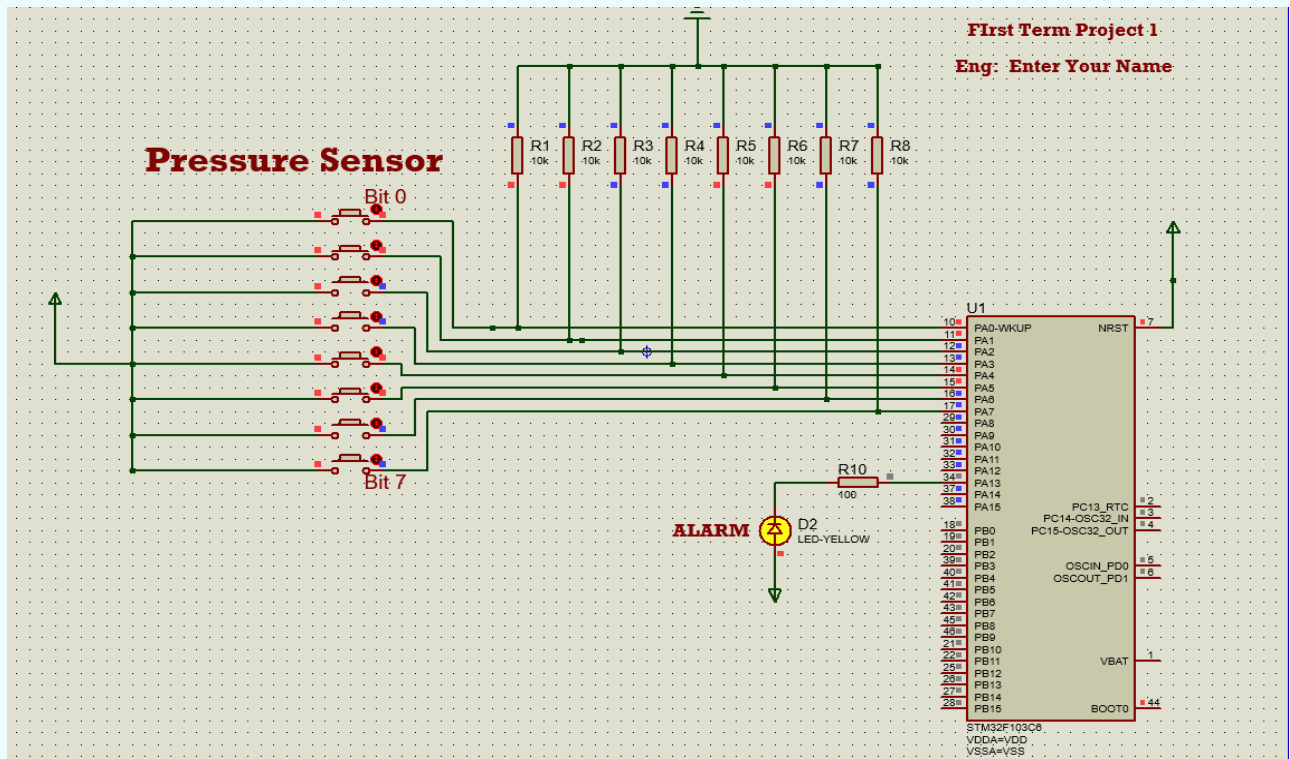 FIrst Term Project 1
Eng: Enter Your Name
Pressure Sensor
Bit 0
Bit 7
R1
10k
R2
10k
R3
10k
R4
10k
R5
10k
R6
10k
R7
10k
R8
10k
R10
100
ALARM
D2
LED-YELLOW
U1
10 PA0-WKUP
11 PA1
12 PA2
13 PA3
14 PA4
15 PA5
16 PA6
17 PA7
29 PA8
30 PA9
31 PA10
32 PA11
33 PA12
34 PA13
37 PA14
38 PA15
18 PB0
19 PB1
20 PB2
39 PB3
40 PB4
41 PB5
42 PB6
43 PB7
45 PB8
46 PB9
21 PB10
22 PB11
25 PB12
26 PB13
27 PB14
28 PB15
NRST 7
PC13_RTC 2
PC14-OSC32_IN 3
PC15-OSC32_OUT 4
OSCIN_PD0 5
OSCOUT_PD1 6
VBAT 1
BOOT0 44
STM32F103C6
VDDA=VDD
VSSA=VSS